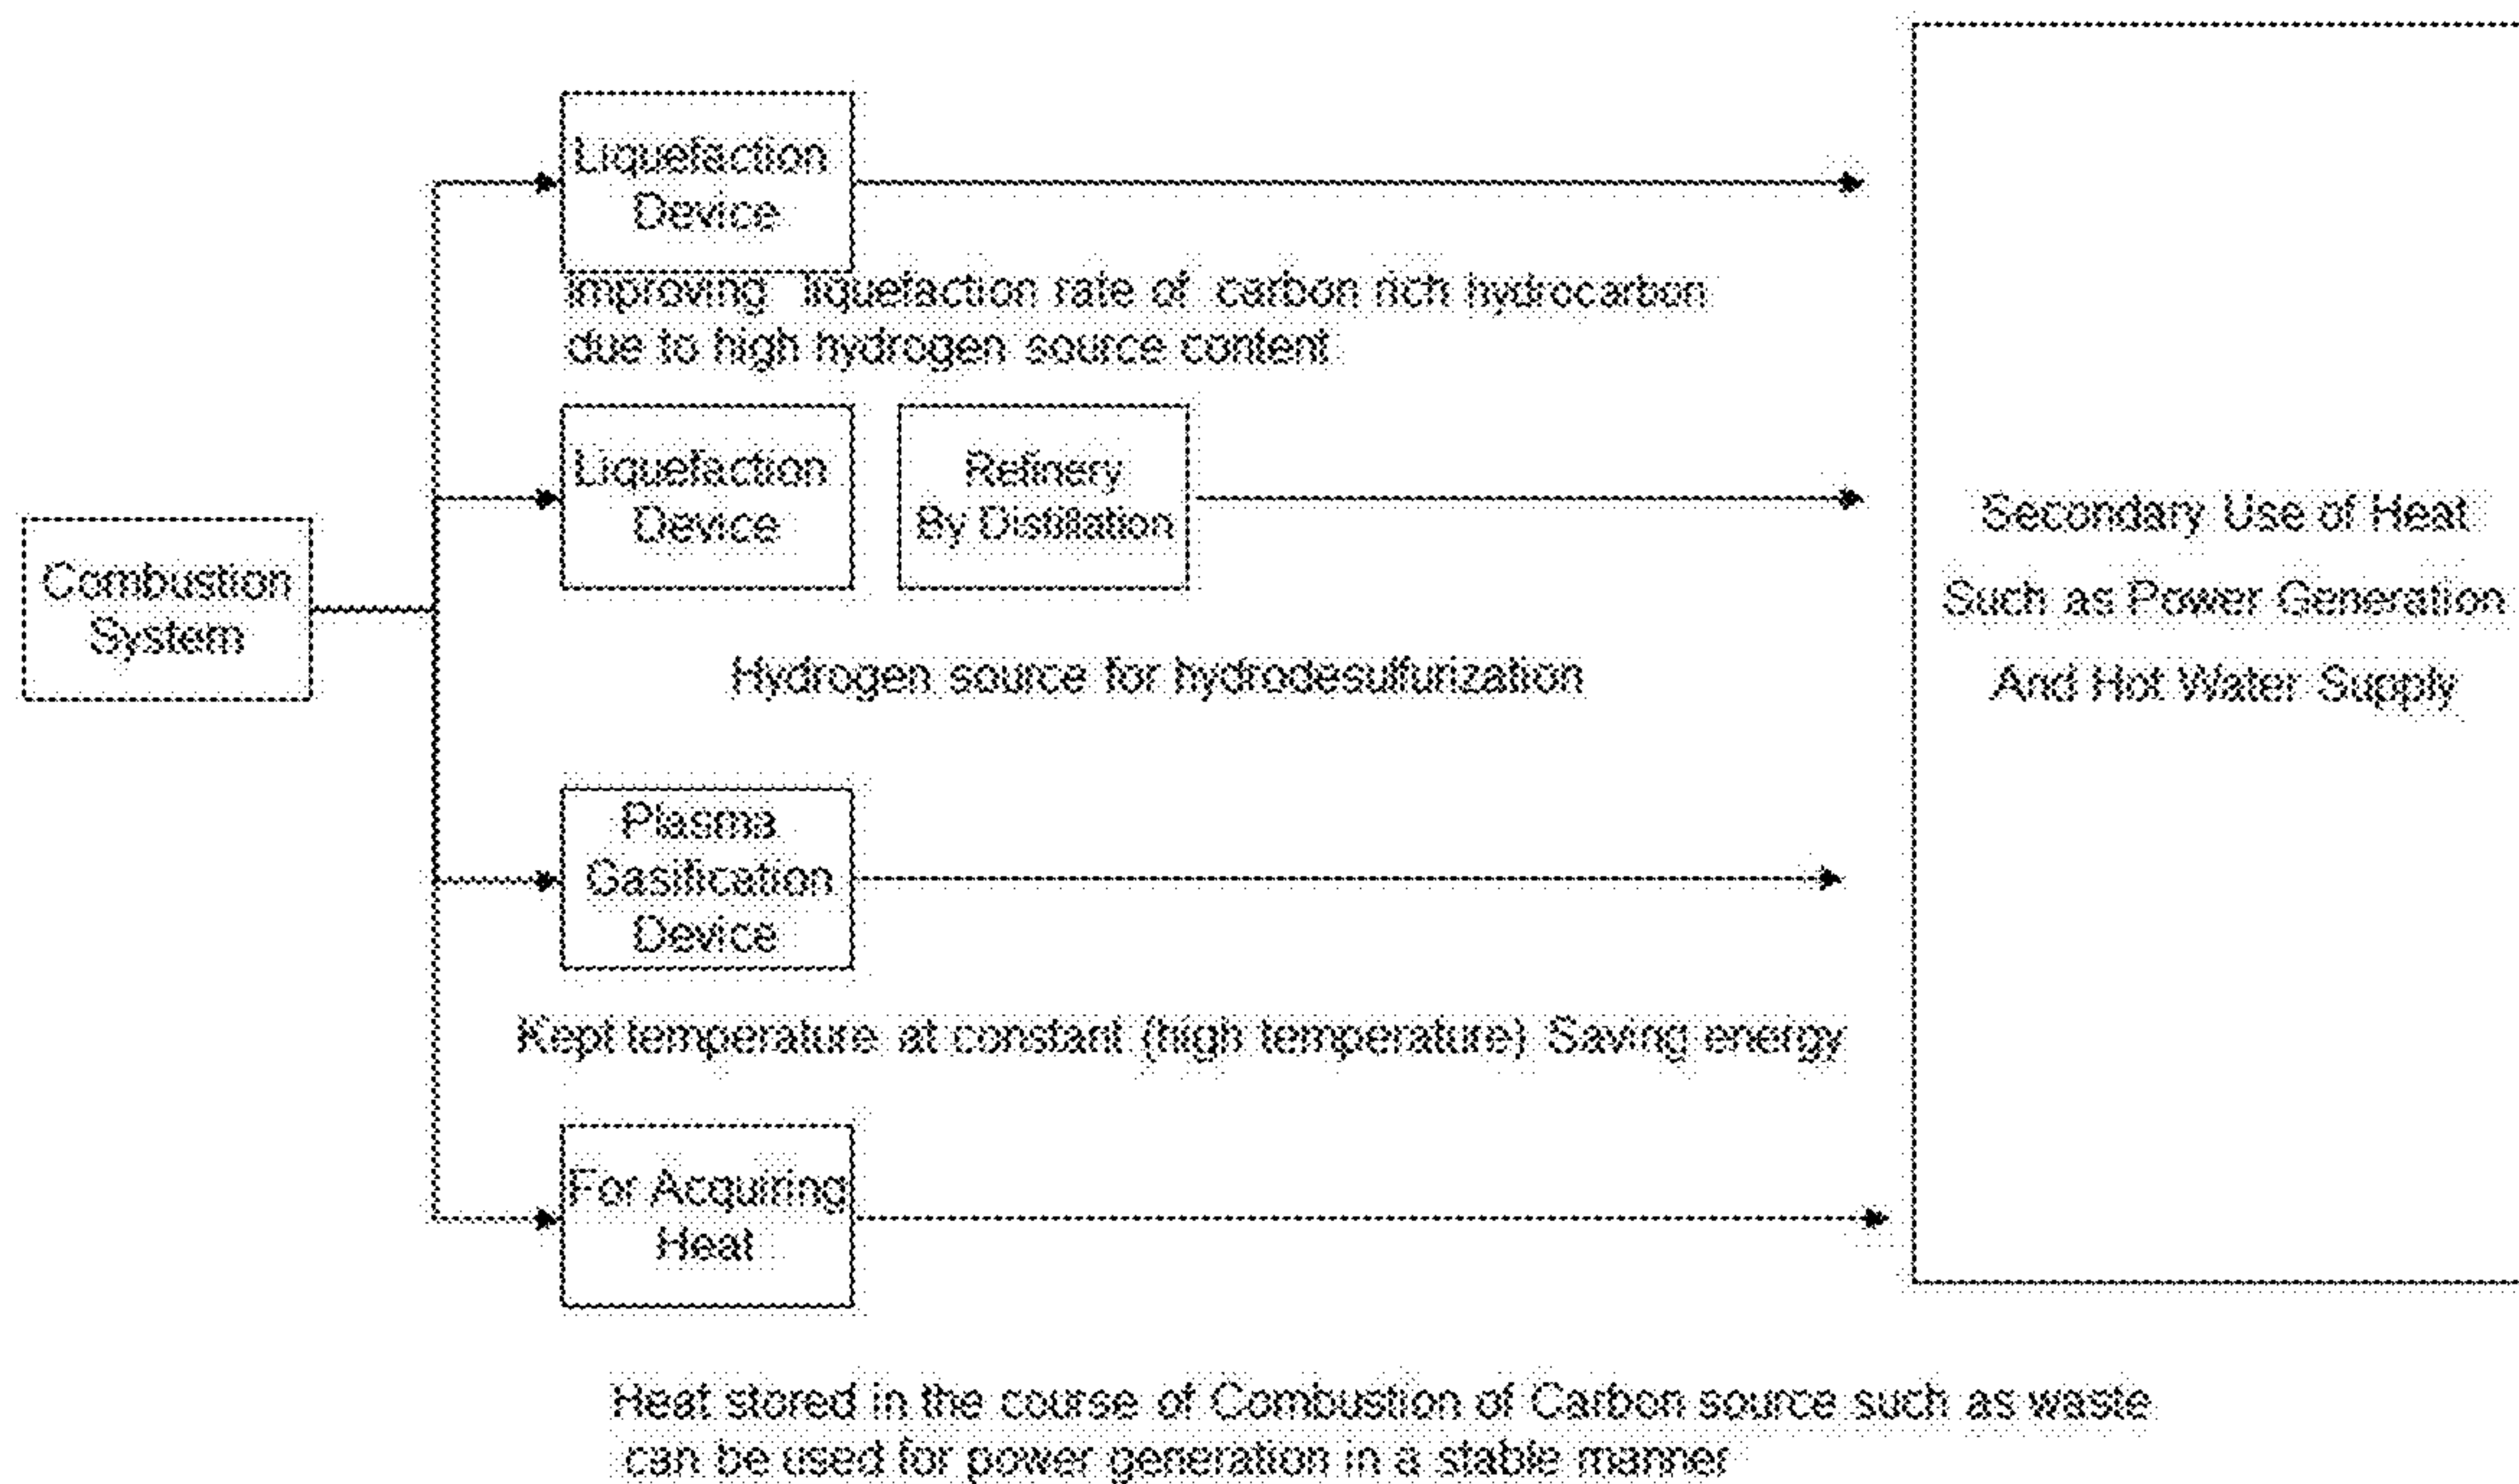 Liquefaction
Device
Improving liquefaction rate of carbon rich hydrocarbon
due to high hydrogen source content
Liquefaction
Device
Refinery
By Distillation
Combustion
System
Hydrogen source for hydrodesulfurization
Secondary Use of Heat
Such as Power Generation
And Hot Water Supply
Plasma
Gasification
Device
Kept temperature at constant (high temperature) Saving energy
For Acquiring
Heat
Heat stored in the course of Combustion of Carbon source such as waste
can be used for power generation in a stable manner